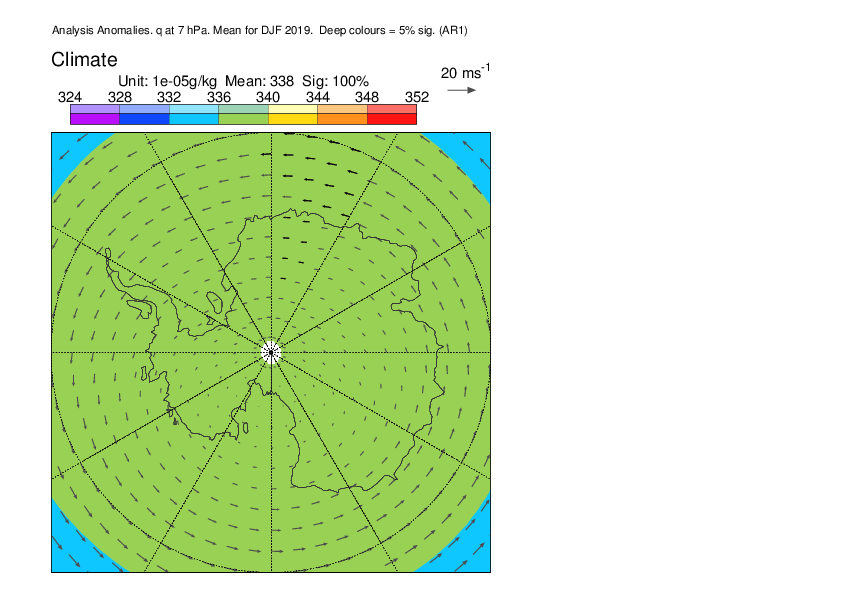 Analysis Anomalies. q at 7 hPa. Mean for DJF 2019.  Deep colours = 5% sig. (AR1)
Climate
20 ms-1
Unit: 1e-05g/kg  Mean: 338  Sig: 100%
324 328 332 336 340 344 348 352